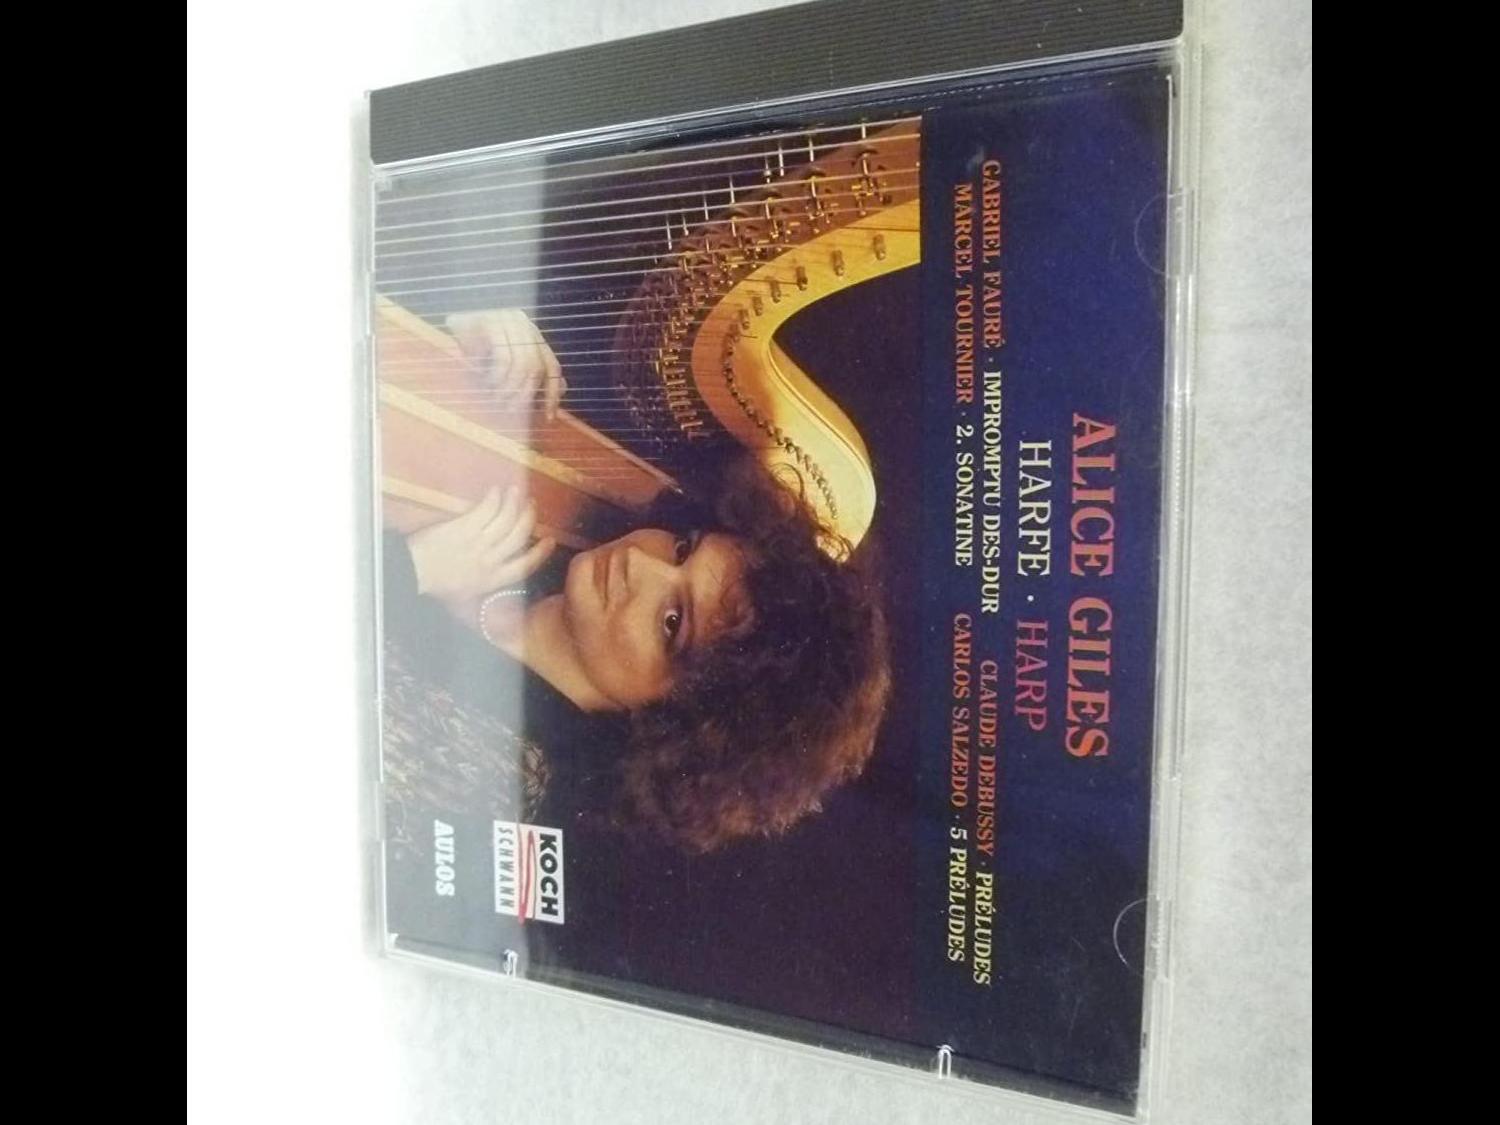 ALICE GILES
HARFE · HARP
GABRIEL FAURÉ · IMPROMPTU DES-DUR CLAUDE DEBUSSY · PRÉLUDES
MARCEL TOURNIER · 2. SONATINE CARLOS SALZEDO · 5 PRÉLUDES
KOCH
SCHWANN
AULOS